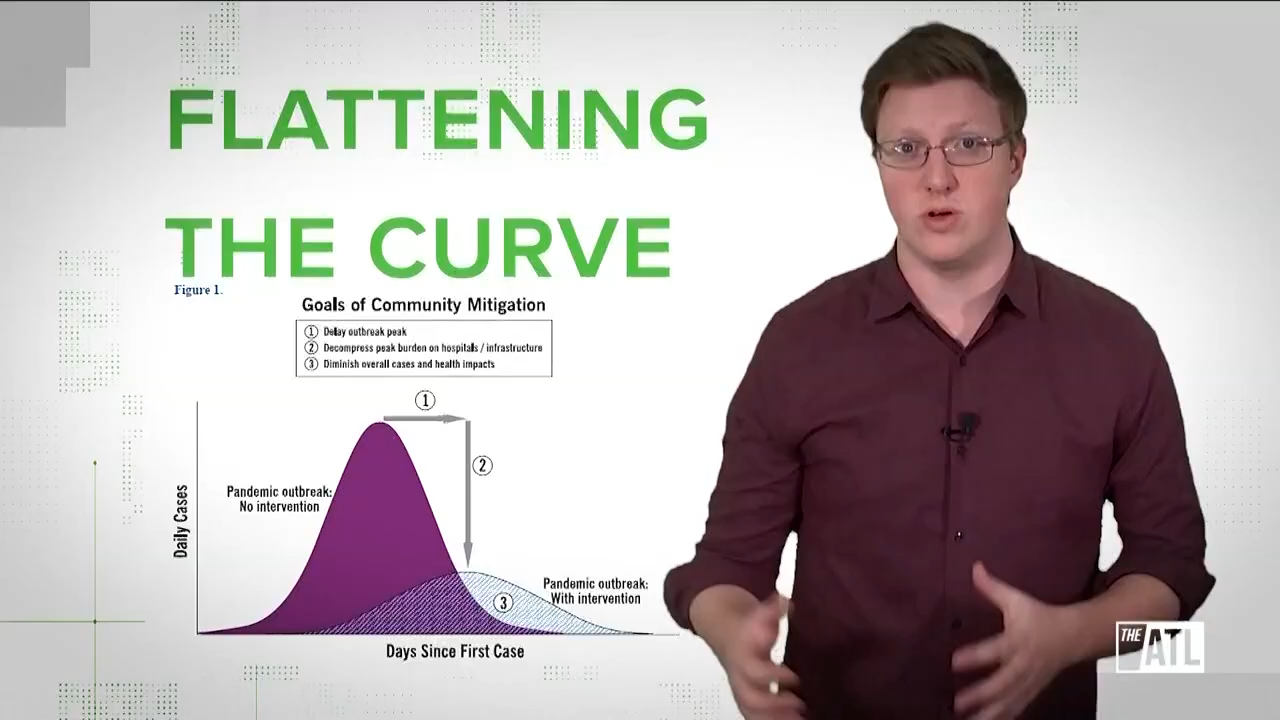 FLATTENING
THE CURVE
Figure 1.
Goals of Community Mitigation
① Delay outbreak peak
② Decompress peak burden on hospitals / infrastructure
③ Diminish overall cases and health impacts
①
②
Pandemic outbreak:
No intervention
Daily Cases
Pandemic outbreak:
With intervention
③
Days Since First Case
THE ATL